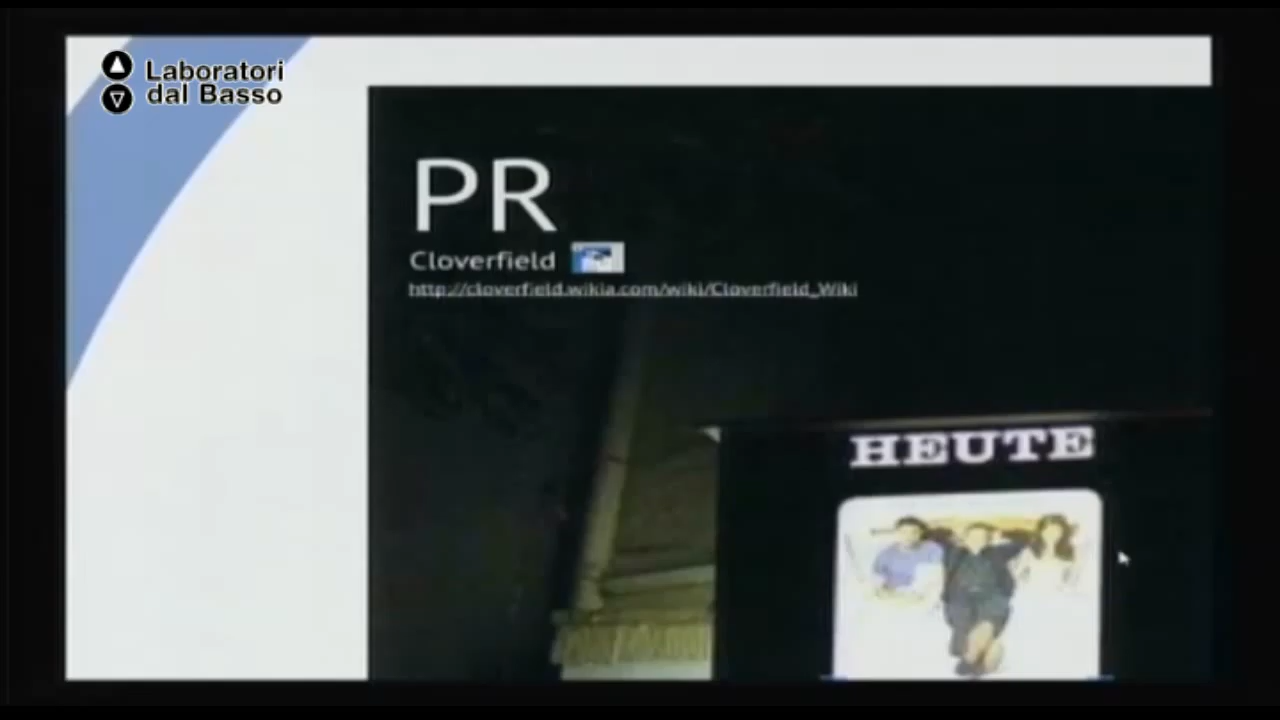 Laboratori
dal Basso
PR
Cloverfield
http://cloverfield.wikia.com/wiki/Cloverfield_Wiki
HEUTE